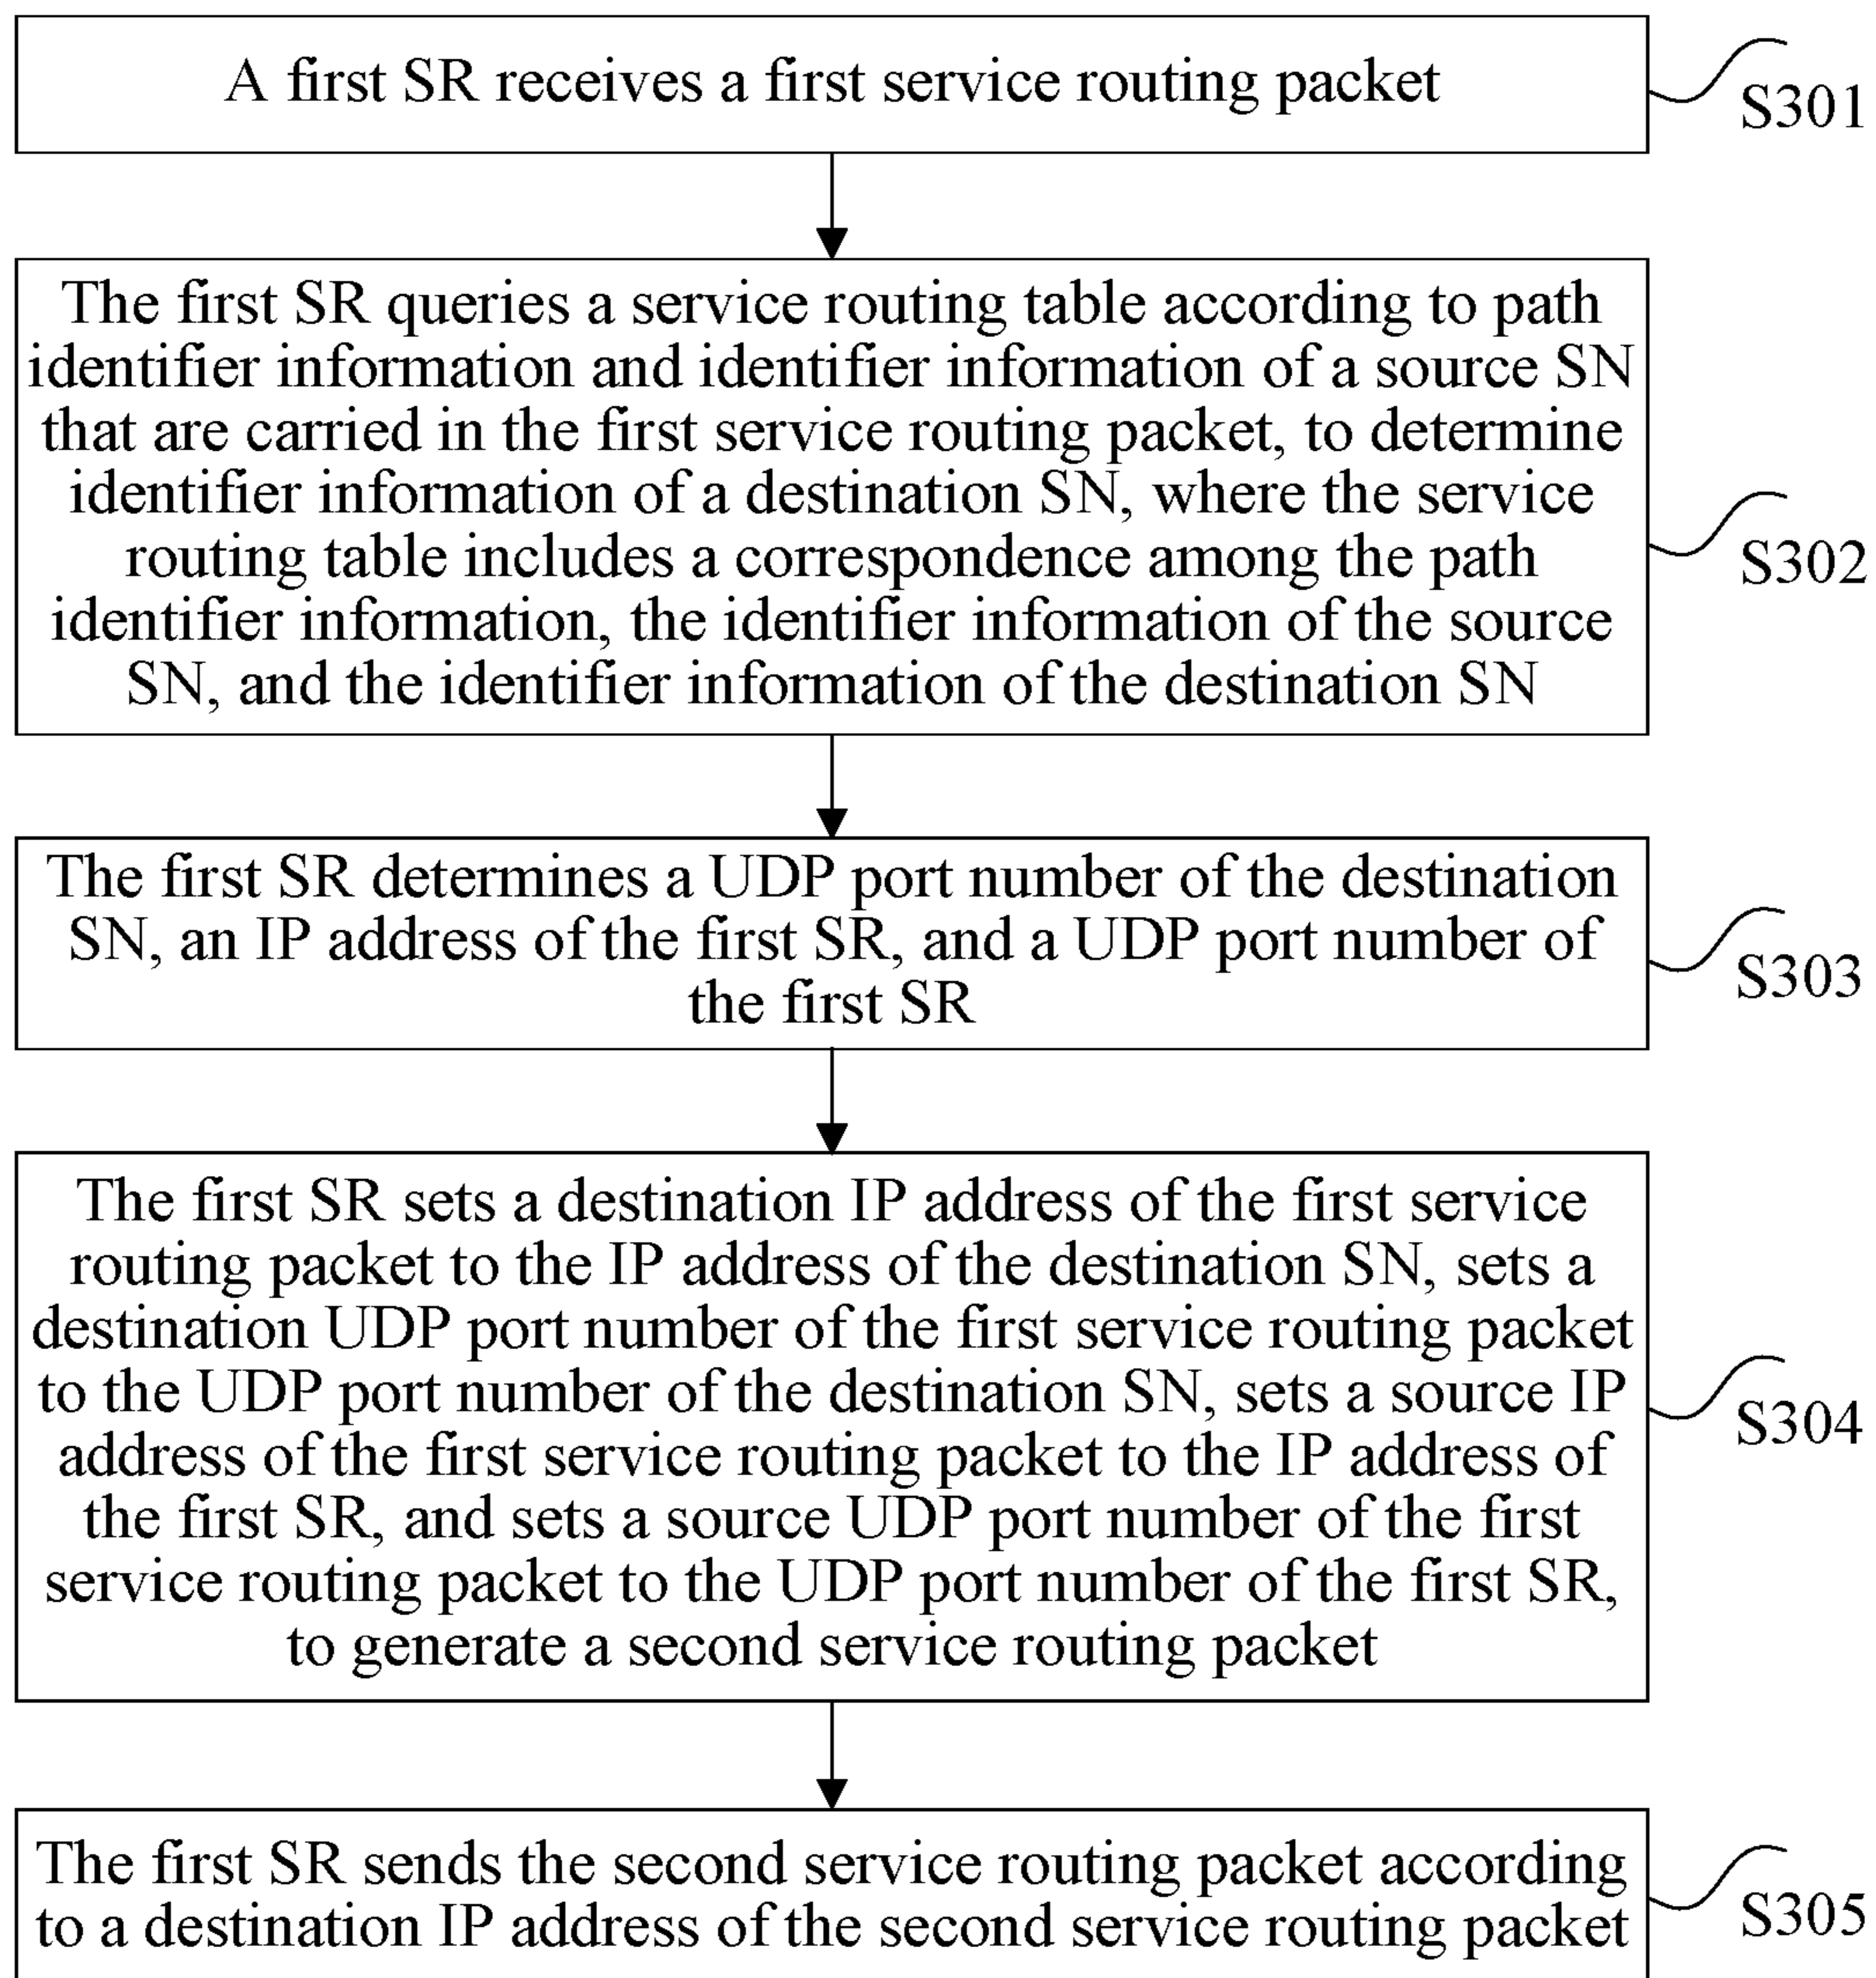 A first SR receives a first service routing packet
S301
The first SR queries a service routing table according to path
identifier information and identifier information of a source SN
that are carried in the first service routing packet, to determine
identifier information of a destination SN, where the service
routing table includes a correspondence among the path
identifier information, the identifier information of the source
SN, and the identifier information of the destination SN
S302
The first SR determines a UDP port number of the destination
SN, an IP address of the first SR, and a UDP port number of
the first SR
S303
The first SR sets a destination IP address of the first service
routing packet to the IP address of the destination SN, sets a
destination UDP port number of the first service routing packet
to the UDP port number of the destination SN, sets a source IP
address of the first service routing packet to the IP address of
the first SR, and sets a source UDP port number of the first
service routing packet to the UDP port number of the first SR,
to generate a second service routing packet
S304
The first SR sends the second service routing packet according
to a destination IP address of the second service routing packet
S305